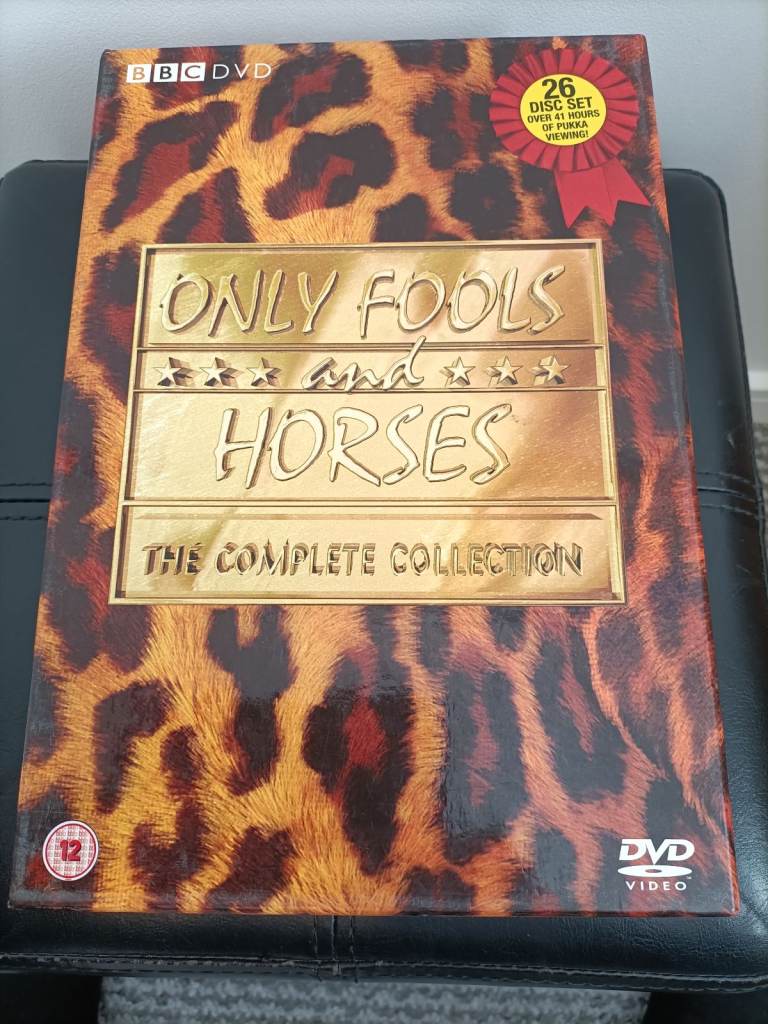 BBC DVD
26
DISC SET
OVER 41 HOURS
OF PUKKA
VIEWING!
ONLY FOOLS
and
HORSES
THE COMPLETE COLLECTION
12
DVD
VIDEO